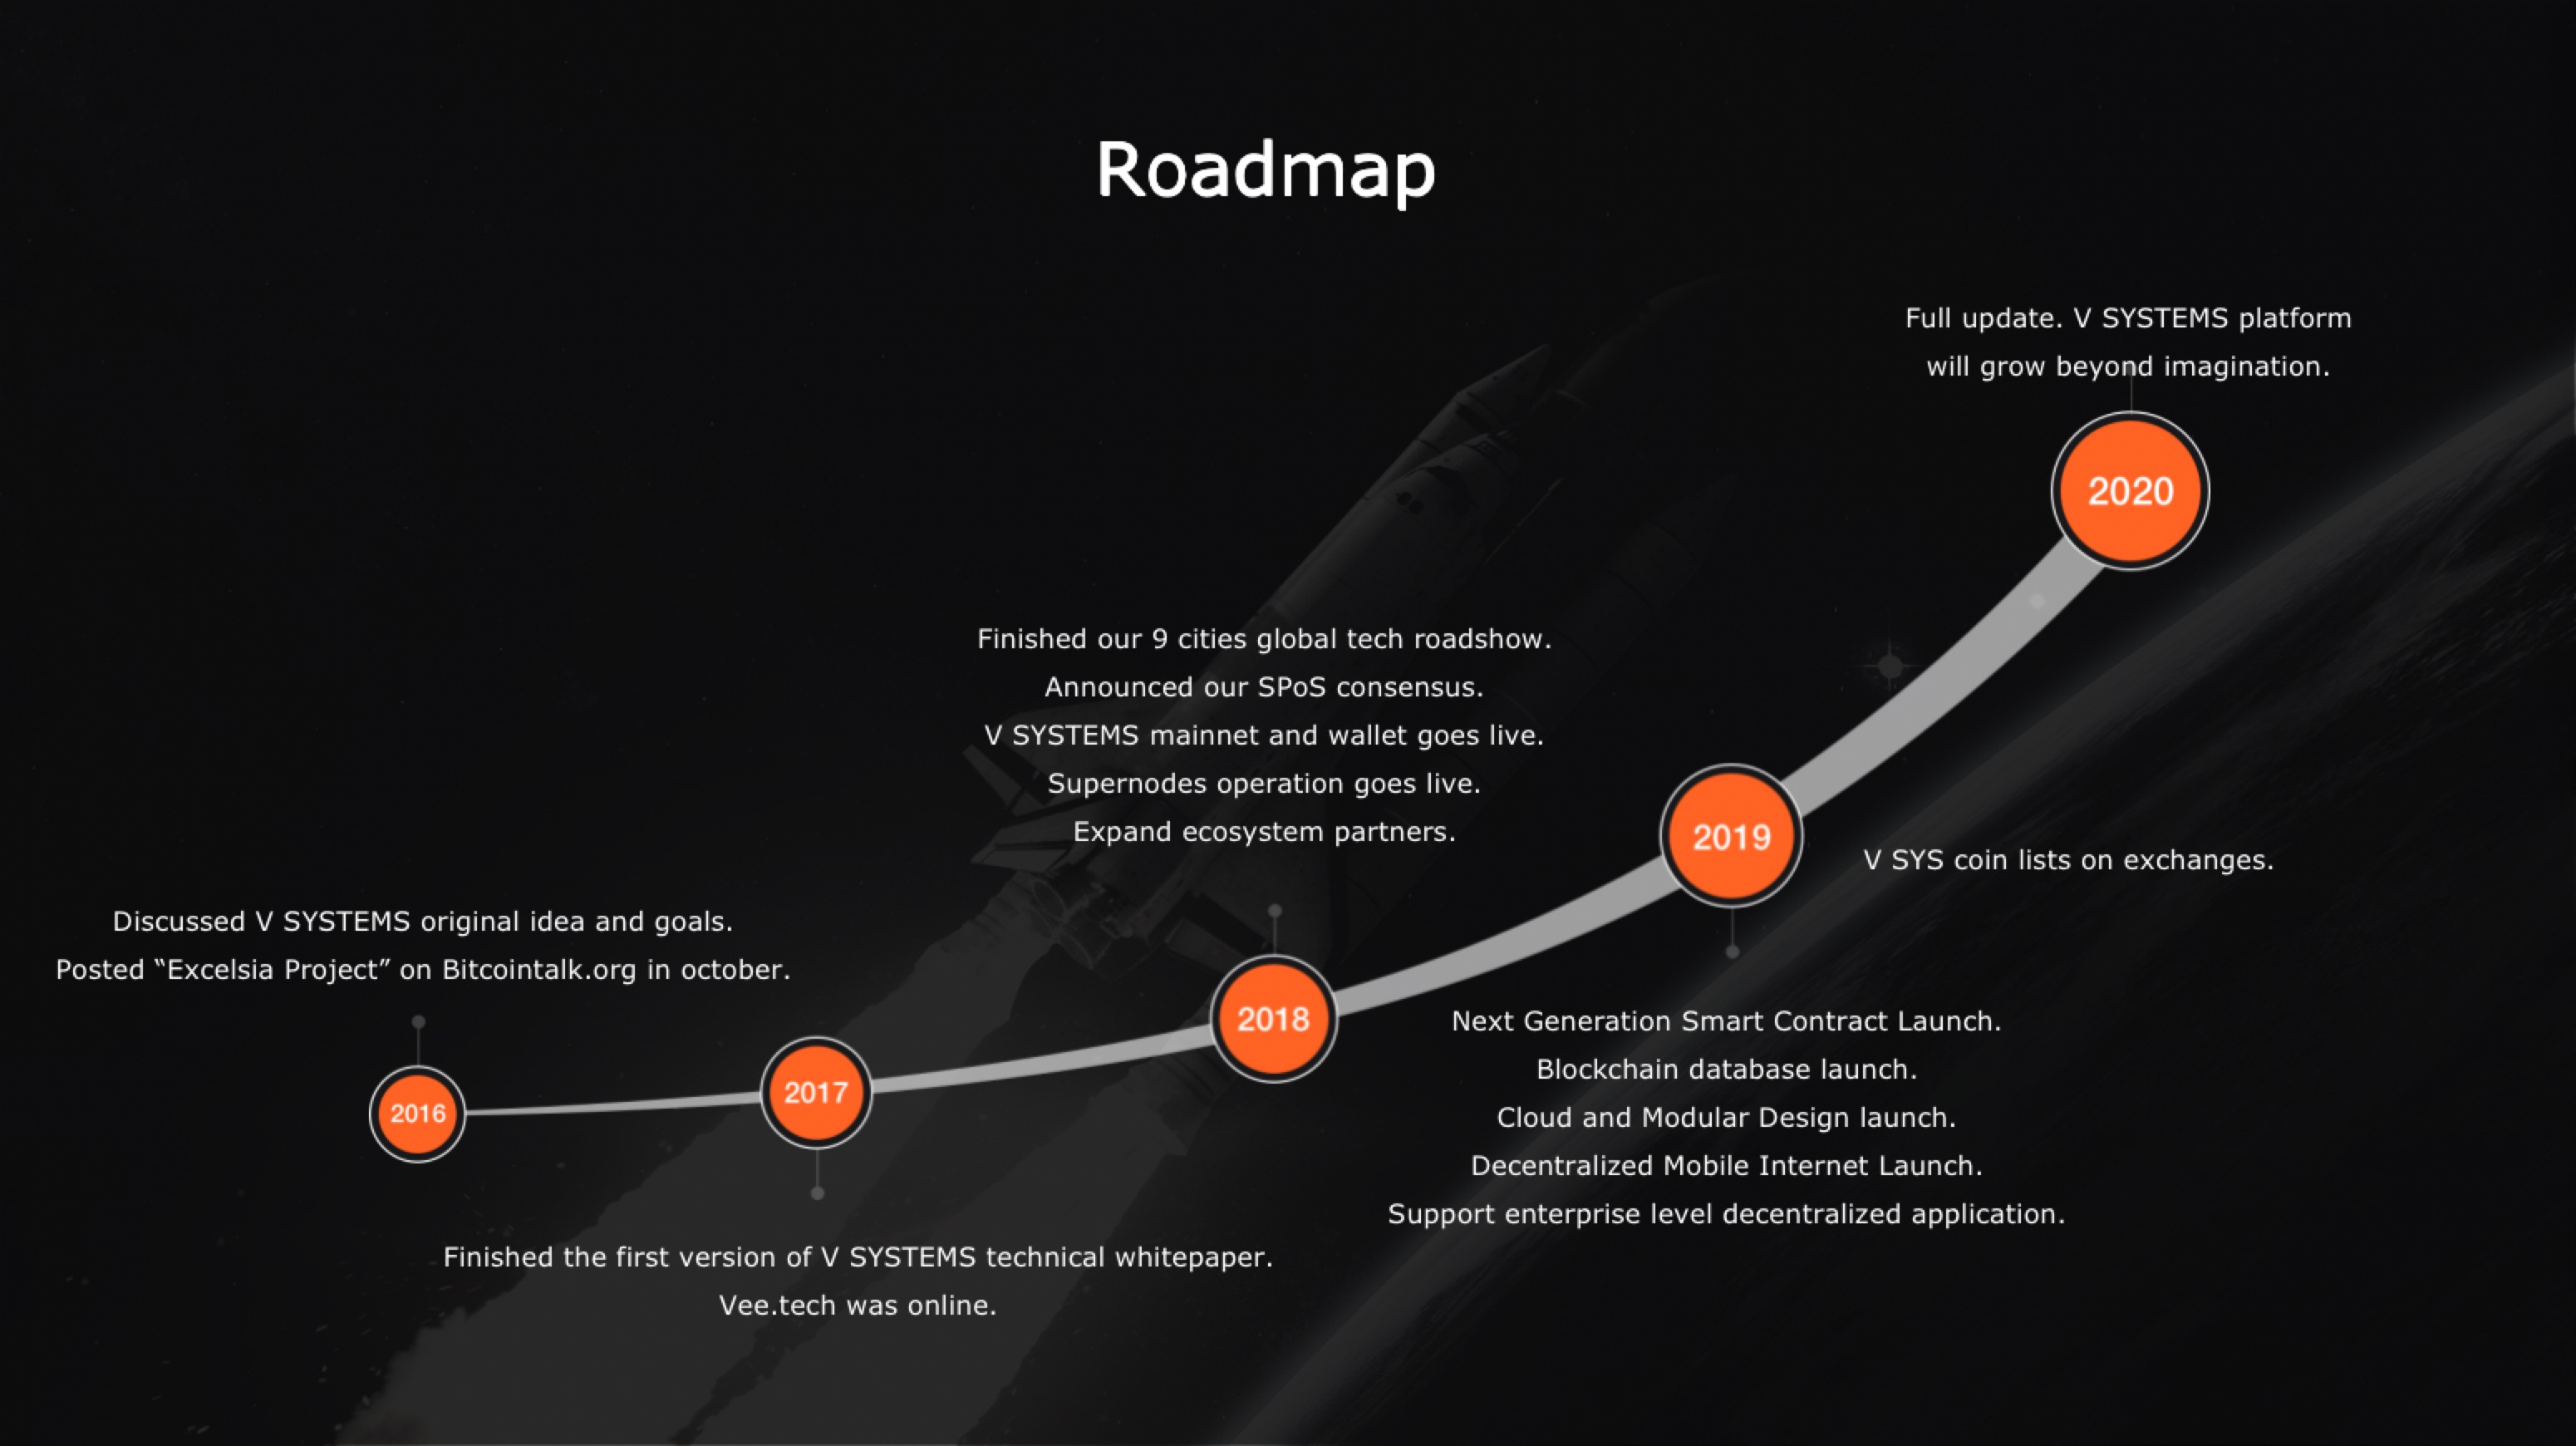 Roadmap
Full update. V SYSTEMS platform
will grow beyond imagination.
2020
Finished our 9 cities global tech roadshow.
Announced our SPoS consensus.
V SYSTEMS mainnet and wallet goes live.
Supernodes operation goes live.
Expand ecosystem partners.
2019
V SYS coin lists on exchanges.
Discussed V SYSTEMS original idea and goals.
Posted “Excelsia Project” on Bitcointalk.org in october.
2018
Next Generation Smart Contract Launch.
Blockchain database launch.
Cloud and Modular Design launch.
Decentralized Mobile Internet Launch.
Support enterprise level decentralized application.
2017
2016
Finished the first version of V SYSTEMS technical whitepaper.
Vee.tech was online.